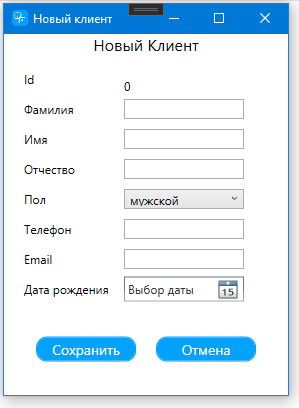 Новый клиент
Новый Клиент
Id
0
Фамилия
Имя
Отчество
Пол мужской
Телефон
Email
Дата рождения Выбор даты 15
Сохранить Отмена